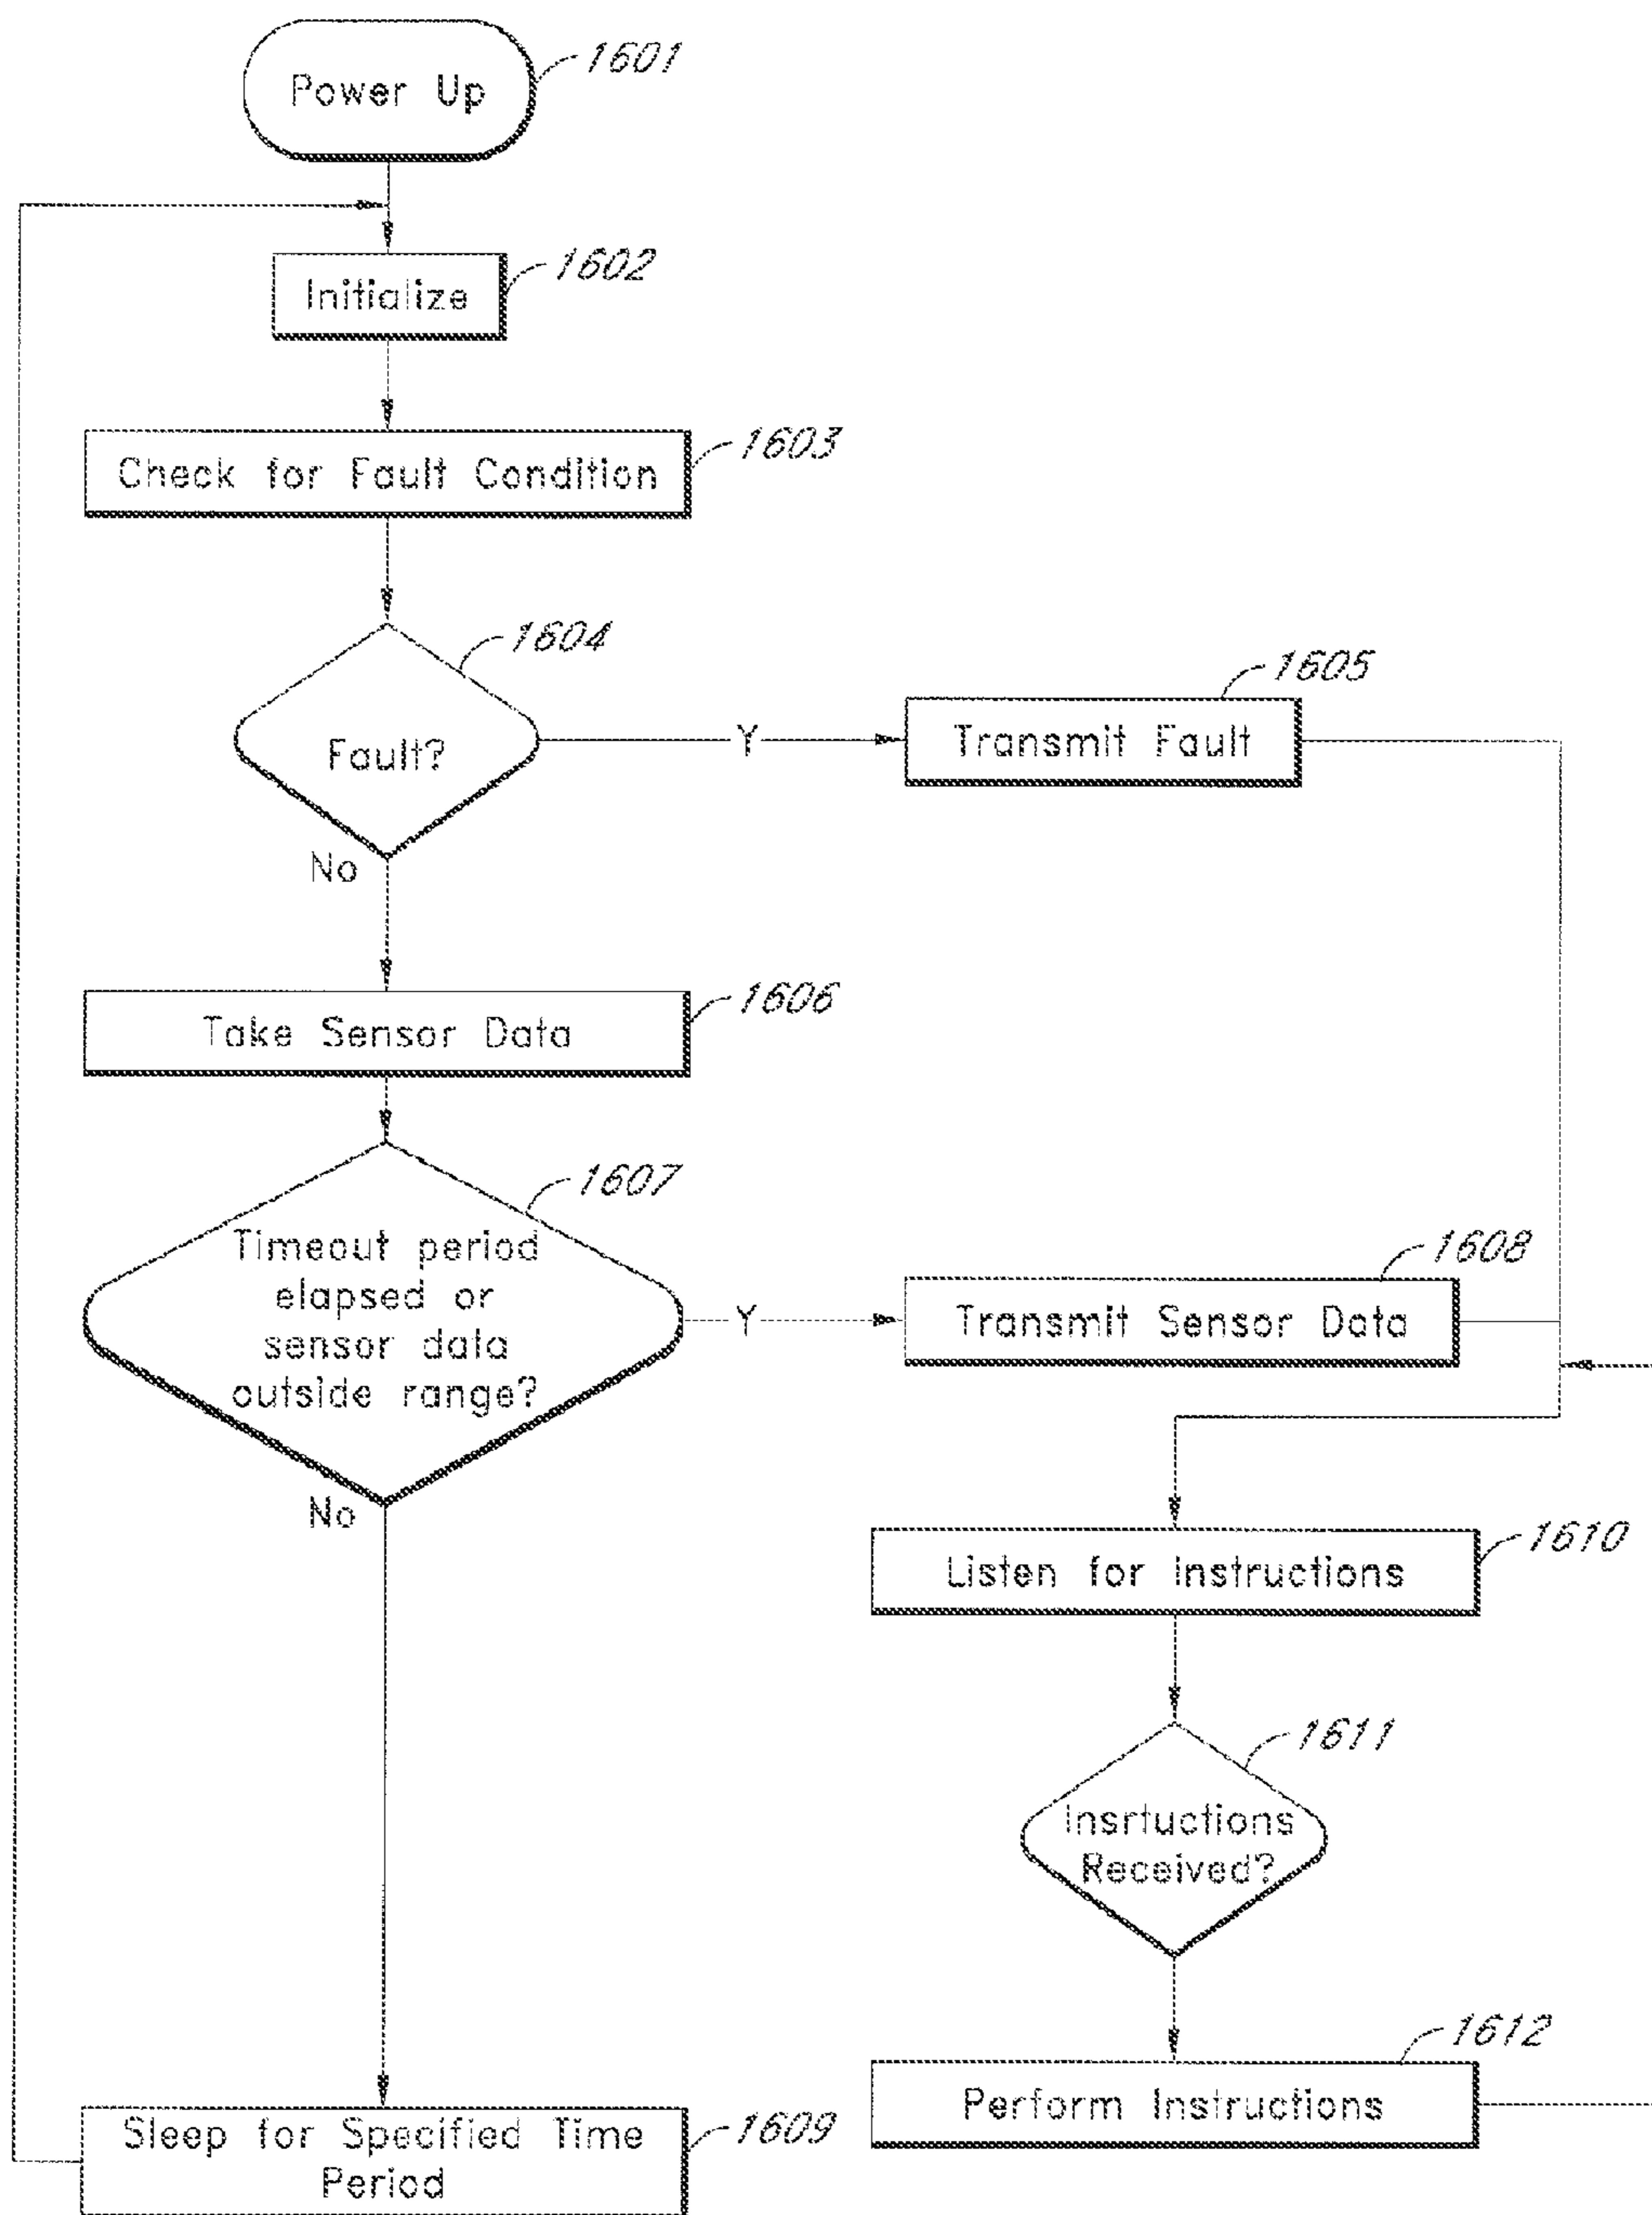 Power Up
1601
Initialize
1602
Check for Fault Condition
1603
Fault?
1604
Y
Transmit Fault
1605
No
Take Sensor Data
1606
Timeout period
elapsed or
sensor data
outside range?
1607
Y
Transmit Sensor Data
1608
No
Listen for Instructions
1610
Insrtuctions
Received?
1611
Perform Instructions
1612
Sleep for Specified Time
Period
1609